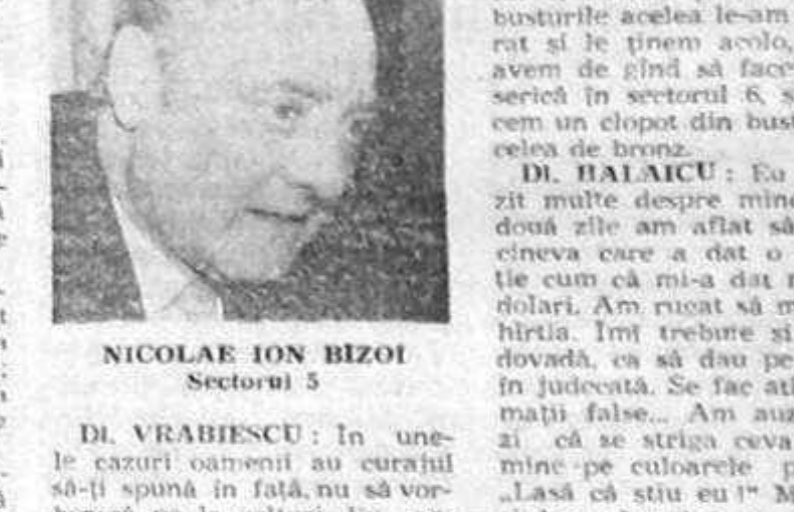 NICOLAE ION BÎZOI
Sectorul 5
Dl. VRABIESCU : În une-
le cazuri oamenii au curajul
să-ți spună în față, nu să vor-
busturile acelea le-am
rat și le ținem acolo,
avem de gînd să face
serică în sectorul 6, s
cem un clopot din bust
celea de bronz.
Dl. HALAICU : Eu
zit multe despre mine
două zile am aflat să
cineva care a dat o
ție cum că mi-a dat
dolari. Am rugat să m
hîrtia. Îmi trebuie și
dovadă, ca să dau pe
în judecată. Se fac
mații false... Am auz
zi că se striga ceva
mine pe culoarele p
„Lasă că știu eu !" M